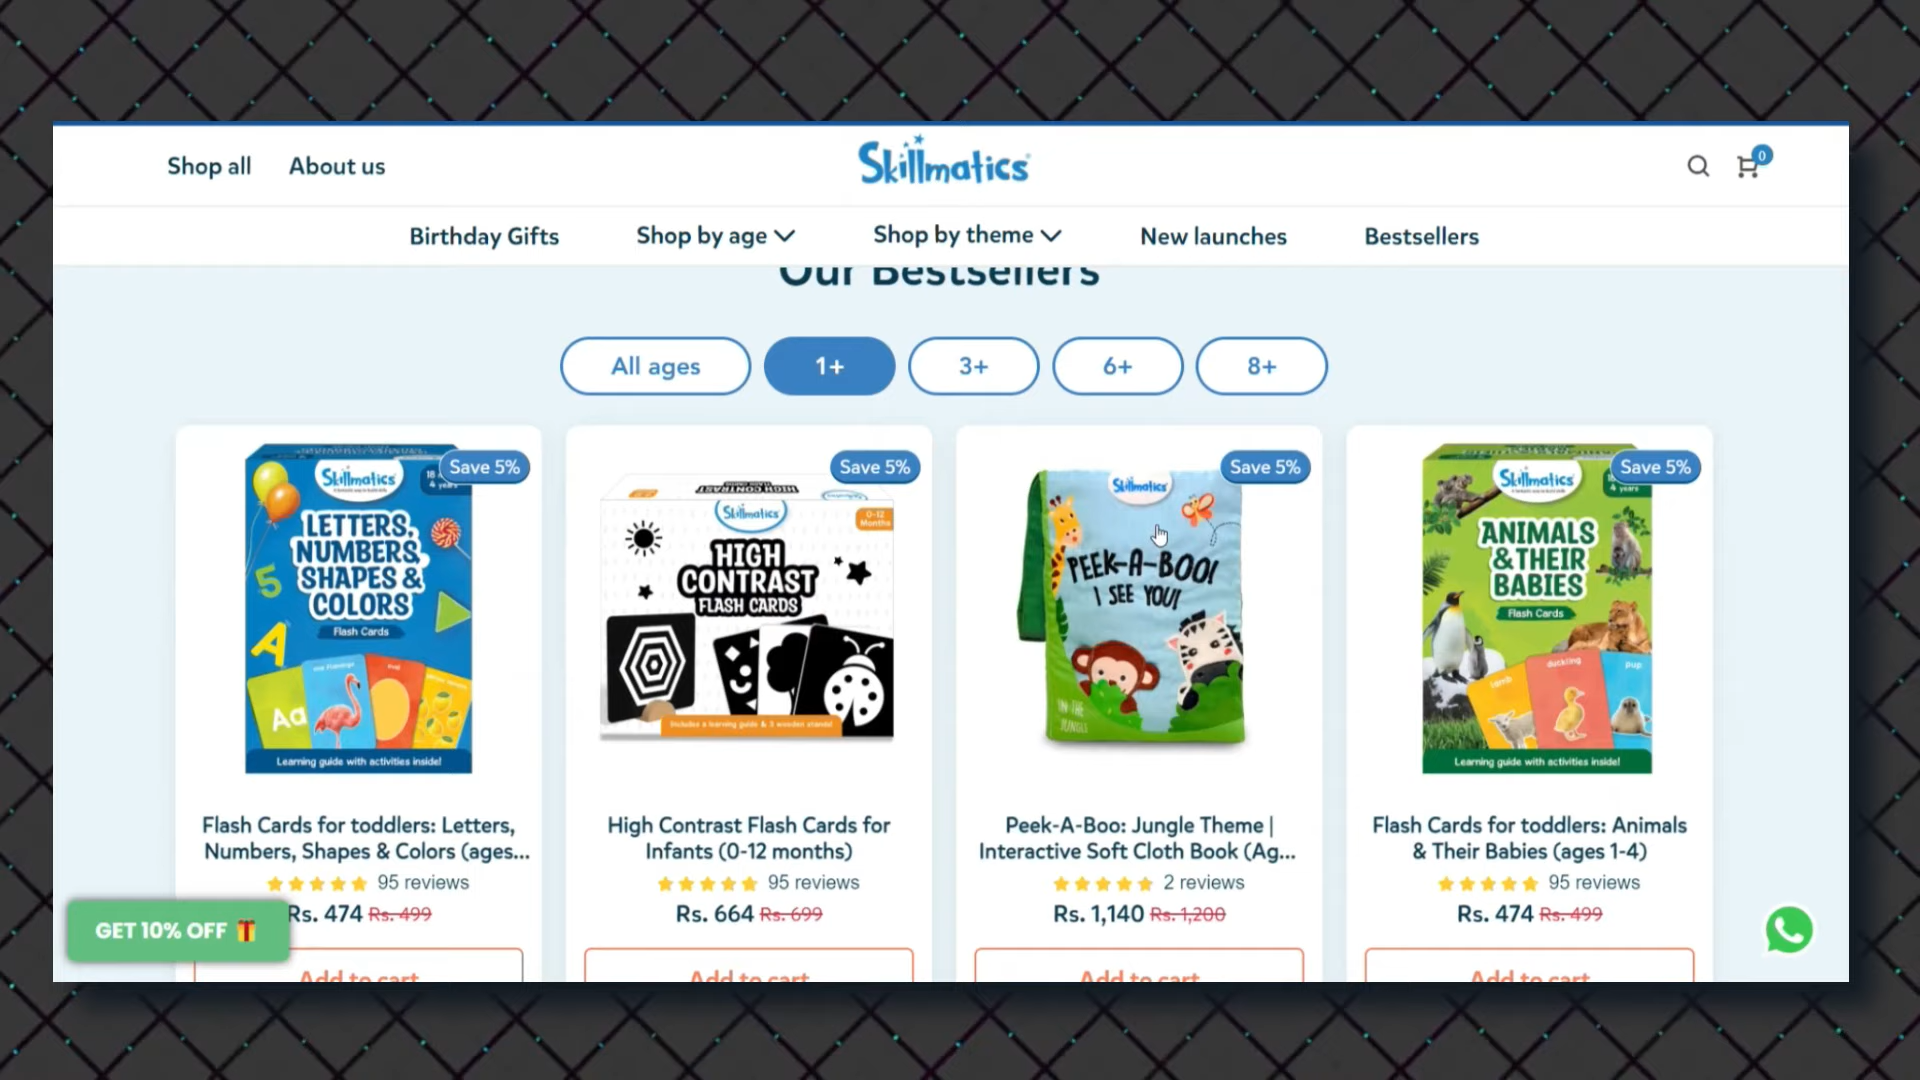 Shop all
About us
Skillmatics
0
Birthday Gifts
Shop by age
Shop by theme
New launches
Bestsellers
Our Bestsellers
All ages
1+
3+
6+
8+
Save 5%
Skillmatics
LETTERS,
NUMBERS,
SHAPES &
COLORS
Flash Cards
5
A
Aa
Learning guide with activities inside!
Flash Cards for toddlers: Letters,
Numbers, Shapes & Colors (ages...
95 reviews
Rs. 474 Rs. 499
Add to cart
Save 5%
HIGH CONTRAST
Skillmatics
0-12
Months
HIGH
CONTRAST
FLASH CARDS
Includes a learning guide & 3 wooden stands!
High Contrast Flash Cards for
Infants (0-12 months)
95 reviews
Rs. 664 Rs. 699
Add to cart
Save 5%
Skillmatics
PEEK-A-BOO!
I SEE YOU!
IN THE
JUNGLE
Peek-A-Boo: Jungle Theme |
Interactive Soft Cloth Book (Ag...
2 reviews
Rs. 1,140 Rs. 1,200
Add to cart
Save 5%
Skillmatics
4 years
ANIMALS
& THEIR
BABIES
Flash Cards
lamb
duckling
pup
Learning guide with activities inside!
Flash Cards for toddlers: Animals
& Their Babies (ages 1-4)
95 reviews
Rs. 474 Rs. 499
Add to cart
GET 10% OFF